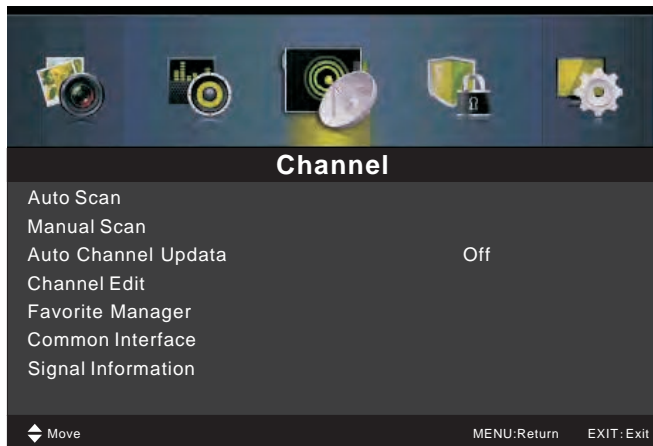 Channel
Auto Scan
Manual Scan
Auto Channel Updata Off
Channel Edit
Favorite Manager
Common Interface
Signal Information
Move MENU:Return EXIT:Exit